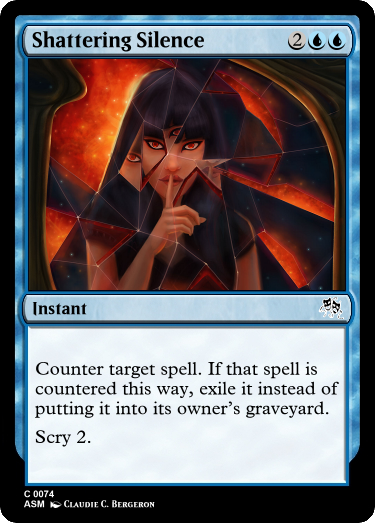 Shattering Silence 2
Instant
Counter target spell. If that spell is
countered this way, exile it instead of
putting it into its owner's graveyard.
Scry 2.
C 0074
ASM Claudie C. Bergeron